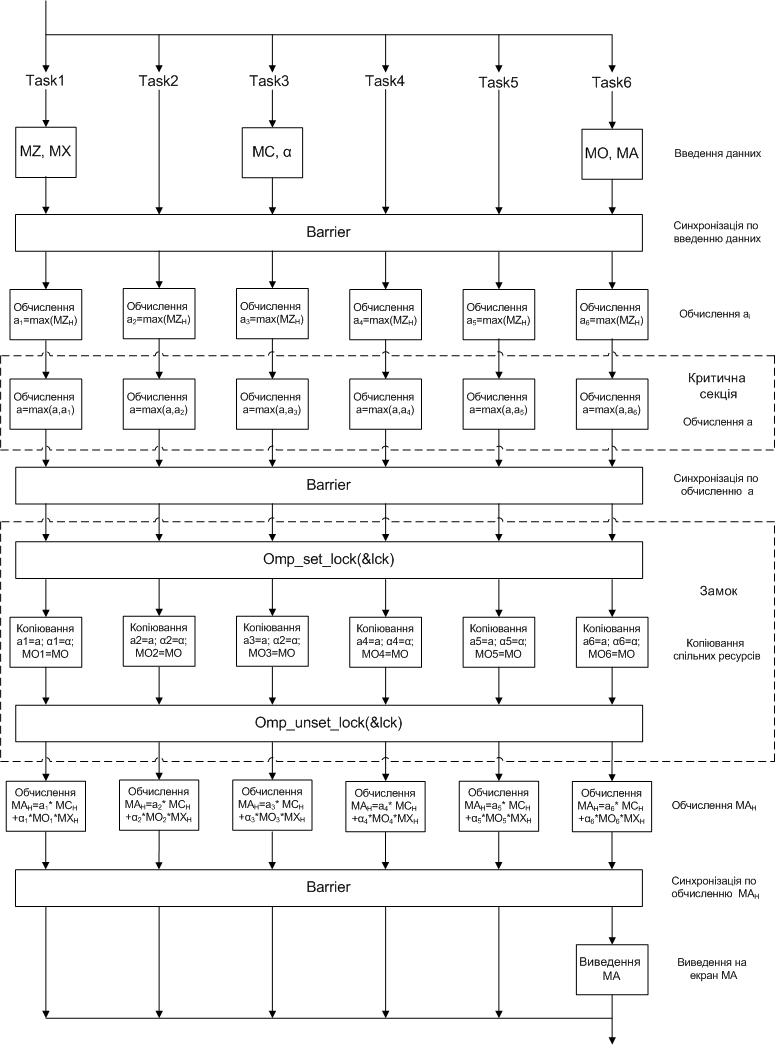 Task1 Task2 Task3 Task4 Task5 Task6
MZ, MX
MC, α
MO, MA
Введення данних
Barrier
Синхронізація по
введенню данних
Обчислення
a₁=max(MZH)
Обчислення
a₂=max(MZH)
Обчислення
a₃=max(MZH)
Обчислення
a₄=max(MZH)
Обчислення
a₅=max(MZH)
Обчислення
a₆=max(MZH)
Обчислення aᵢ
Обчислення
a=max(a,a₁)
Обчислення
a=max(a,a₂)
Обчислення
a=max(a,a₃)
Обчислення
a=max(a,a₄)
Обчислення
a=max(a,a₅)
Обчислення
a=max(a,a₆)
Критична
секція
Обчислення a
Barrier
Синхронізація по
обчисленню a
Omp_set_lock(&lck)
Замок
Копіювання
a1=a; α1=α;
MO1=MO
Копіювання
a2=a; α2=α;
MO2=MO
Копіювання
a3=a; α2=α;
MO3=MO
Копіювання
a4=a; α4=α;
MO4=MO
Копіювання
a5=a; α5=α;
MO5=MO
Копіювання
a6=a; α6=α;
MO6=MO
Копіювання
спільних ресурсів
Omp_unset_lock(&lck)
Обчислення
MAH=a₁* MCH
+α₁*MO₁*MXH
Обчислення
MAH=a₂* MCH
+α₂*MO₂*MXH
Обчислення
MAH=a₃* MCH
+α₃*MO₃*MXH
Обчислення
MAH=a₄* MCH
+α₄*MO₄*MXH
Обчислення
MAH=a₅* MCH
+α₅*MO₅*MXH
Обчислення
MAH=a₆* MCH
+α₆*MO₆*MXH
Обчислення MAH
Barrier
Синхронізація по
обчисленню MAH
Виведення
MA
Виведення на
екран MA